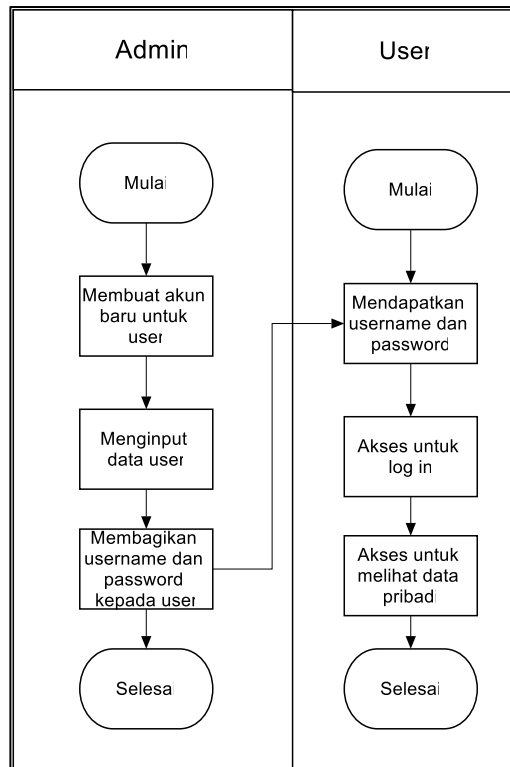 Admin
User
Mulai
Membuat akun
baru untuk
user
Menginput
data user
Membagikan
username dan
password
kepada user
Selesai
Mulai
Mendapatkan
username dan
password
Akses untuk
log in
Akses untuk
melihat data
pribadi
Selesai